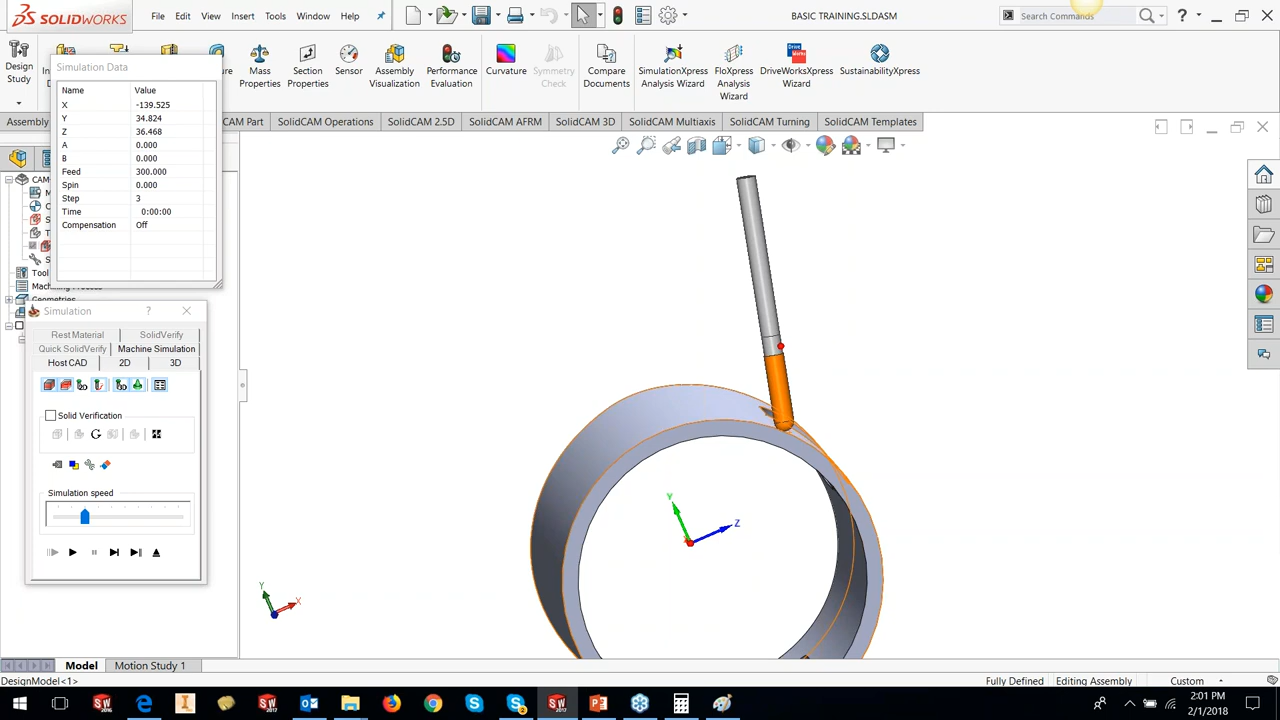 SOLIDWORKS
File Edit View Insert Tools Window Help
BASIC TRAINING.SLDASM
Search Commands
Design Study
Mass Properties
Section Properties
Sensor
Assembly Visualization
Performance Evaluation
Curvature
Symmetry Check
Compare Documents
SimulationXpress Analysis Wizard
FloXpress Analysis Wizard
DriveWorksXpress Wizard
SustainabilityXpress
Assembly
CAM Part
SolidCAM Operations
SolidCAM 2.5D
SolidCAM AFRM
SolidCAM 3D
SolidCAM Multiaxis
SolidCAM Turning
SolidCAM Templates
Simulation Data
Name Value
X -139.525
Y 34.824
Z 36.468
A 0.000
B 0.000
Feed 300.000
Spin 0.000
Step 3
Time 0:00:00
Compensation Off
CAM
Tool
Machining Process
Geometries
Simulation ?
Rest Material SolidVerify
Quick SolidVerify Machine Simulation
Host CAD 2D 3D
Solid Verification
Simulation speed
Y
Z
Y
X
Model Motion Study 1
DesignModel<1>
Fully Defined Editing Assembly Custom
2:01 PM
2/1/2018